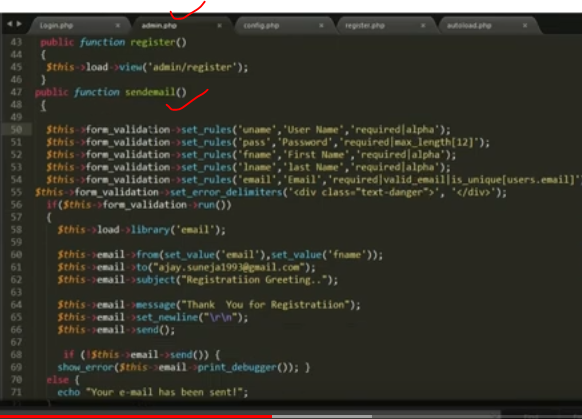 Login.php × admin.php × config.php × register.php × autoload.php ×
43 public function register()
44 {
45 $this->load->view('admin/register');
46 }
47 public function sendemail()
48 {
49
50 $this->form_validation->set_rules('uname','User Name','required|alpha');
51 $this->form_validation->set_rules('pass','Password','required|max_length[12]');
52 $this->form_validation->set_rules('fname','First Name','required|alpha');
53 $this->form_validation->set_rules('lname','last Name','required|alpha');
54 $this->form_validation->set_rules('email','Email','required|valid_email|is_unique[users.email]'
55 $this->form_validation->set_error_delimiters('<div class="text-danger">', '</div>');
56 if($this->form_validation->run())
57 {
58 $this->load->library('email');
59
60 $this->email->from(set_value('email'),set_value('fname'));
61 $this->email->to("ajay.suneja1993@gmail.com");
62 $this->email->subject("Registratiion Greeting..");
63
64 $this->email->message("Thank You for Registratiion");
65 $this->email->set_newline("\r\n");
66 $this->email->send();
67
68 if (!$this->email->send()) {
69 show_error($this->email->print_debugger()); }
70 else {
71 echo "Your e-mail has been sent!";